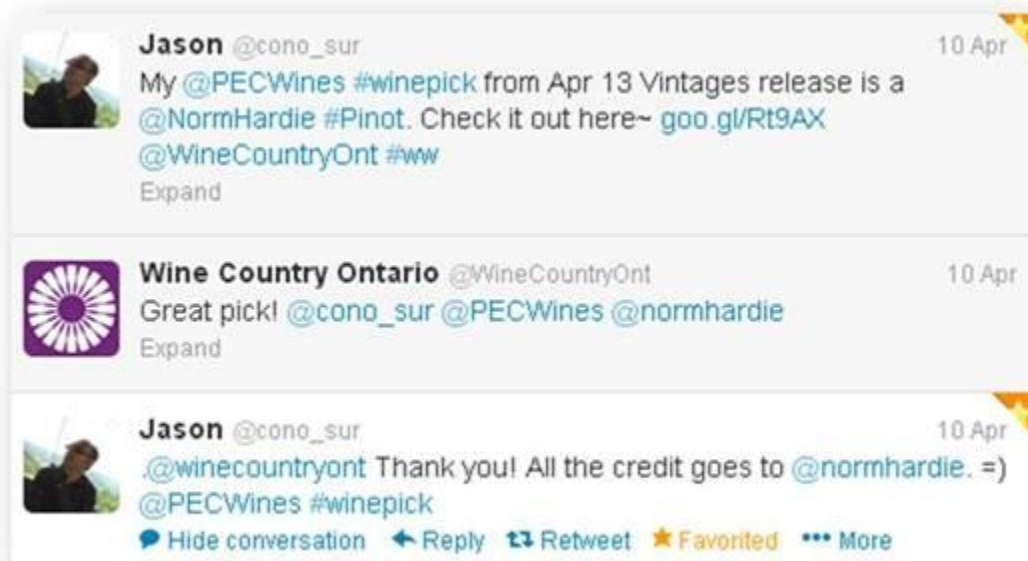 Jason @cono_sur 10 Apr
My @PECWines #winepick from Apr 13 Vintages release is a
@NormHardie #Pinot. Check it out here~ goo.gl/Rt9AX
@WineCountryOnt #ww
Expand
Wine Country Ontario @WineCountryOnt 10 Apr
Great pick! @cono_sur @PECWines @normhardie
Expand
Jason @cono_sur 10 Apr
.@winecountryont Thank you! All the credit goes to @normhardie. =)
@PECWines #winepick
Hide conversation Reply Retweet Favorited ••• More